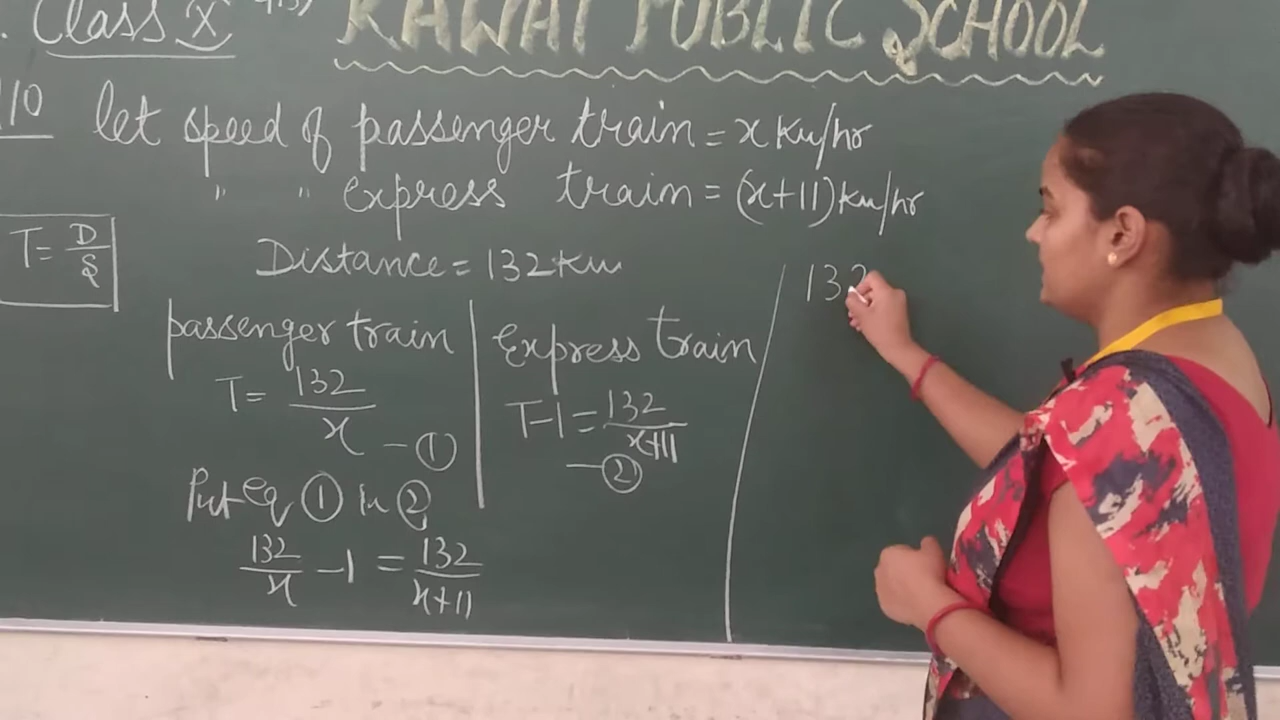 Class X
RAWAT PUBLIC SCHOOL
let speed of passenger train = x Km/hr
" " express train = (x+11) Km/hr
T = D/S
Distance = 132 Km
passenger train
T = 132/x - ①
Express train
T-1 = 132/x+11
- ②
Put eq ① in ②
132/x - 1 = 132/x+11
132